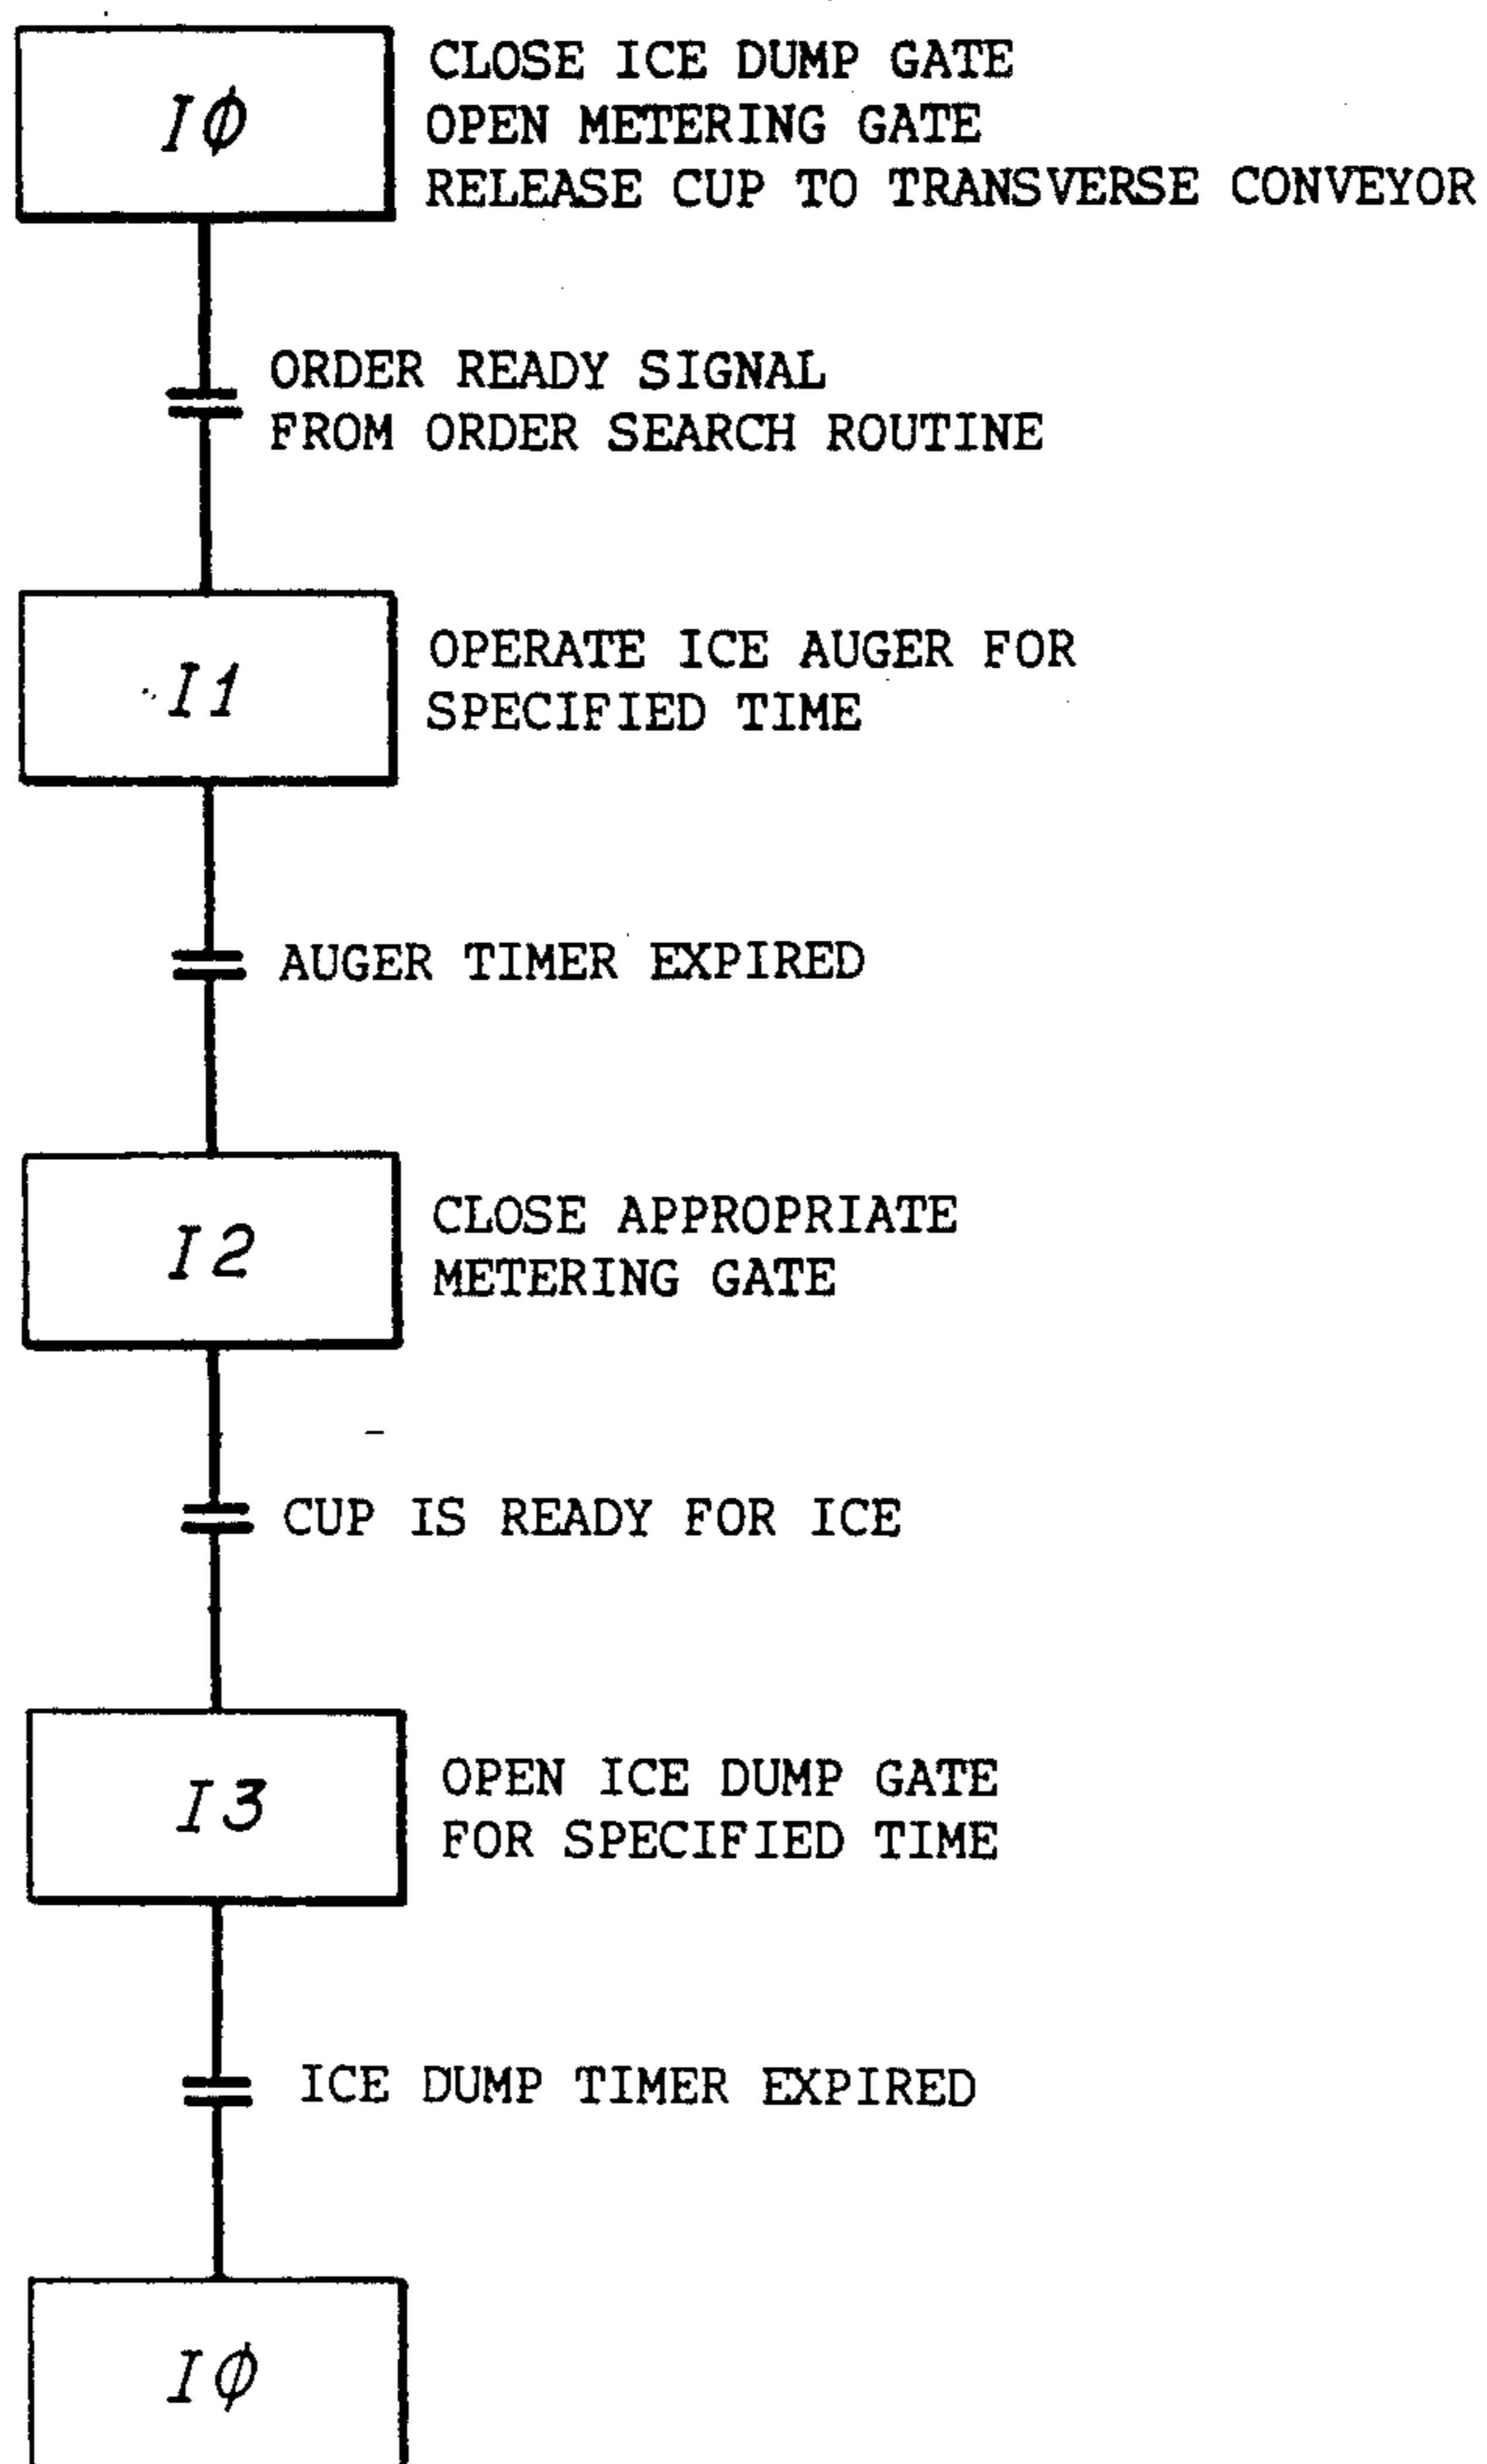 IØ
CLOSE ICE DUMP GATE
OPEN METERING GATE
RELEASE CUP TO TRANSVERSE CONVEYOR
ORDER READY SIGNAL
FROM ORDER SEARCH ROUTINE
I1
OPERATE ICE AUGER FOR
SPECIFIED TIME
AUGER TIMER EXPIRED
I2
CLOSE APPROPRIATE
METERING GATE
CUP IS READY FOR ICE
I3
OPEN ICE DUMP GATE
FOR SPECIFIED TIME
ICE DUMP TIMER EXPIRED
IØ